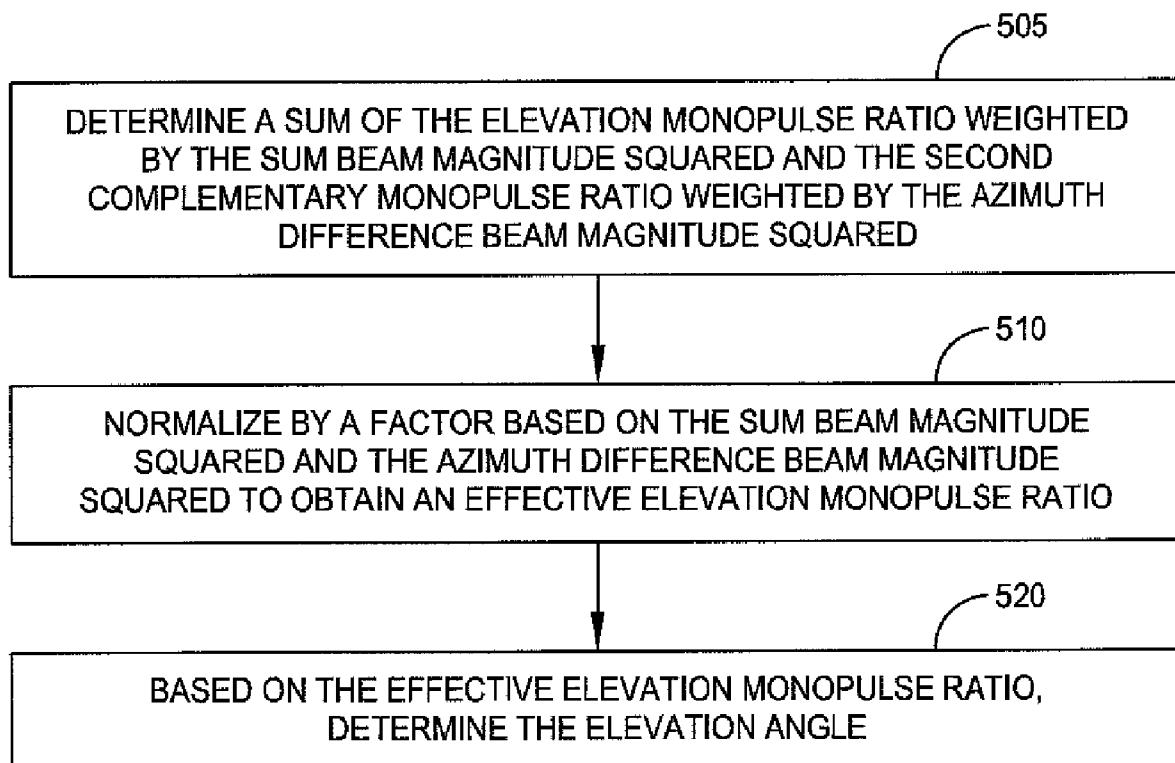 505
DETERMINE A SUM OF THE ELEVATION MONOPULSE RATIO WEIGHTED
BY THE SUM BEAM MAGNITUDE SQUARED AND THE SECOND
COMPLEMENTARY MONOPULSE RATIO WEIGHTED BY THE AZIMUTH
DIFFERENCE BEAM MAGNITUDE SQUARED
510
NORMALIZE BY A FACTOR BASED ON THE SUM BEAM MAGNITUDE
SQUARED AND THE AZIMUTH DIFFERENCE BEAM MAGNITUDE
SQUARED TO OBTAIN AN EFFECTIVE ELEVATION MONOPULSE RATIO
520
BASED ON THE EFFECTIVE ELEVATION MONOPULSE RATIO,
DETERMINE THE ELEVATION ANGLE